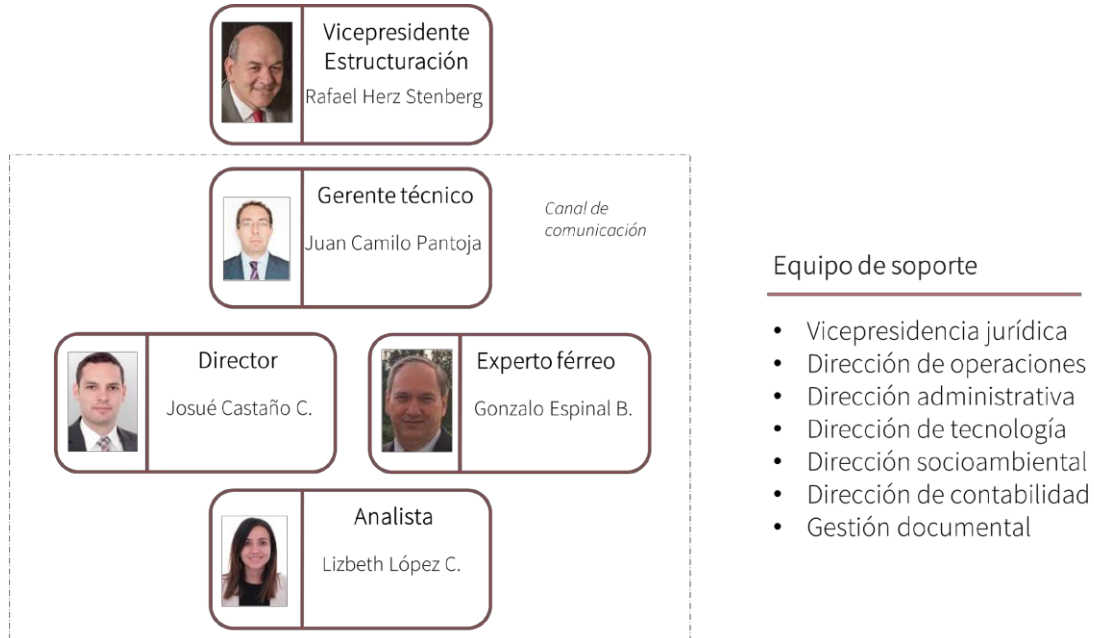 Vicepresidente
Estructuración
Rafael Herz Stenberg
Gerente técnico
Juan Camilo Pantoja
Canal de
comunicación
Director
Josué Castaño C.
Experto férreo
Gonzalo Espinal B.
Analista
Lizbeth López C.
Equipo de soporte
• Vicepresidencia jurídica
• Dirección de operaciones
• Dirección administrativa
• Dirección de tecnología
• Dirección socioambiental
• Dirección de contabilidad
• Gestión documental